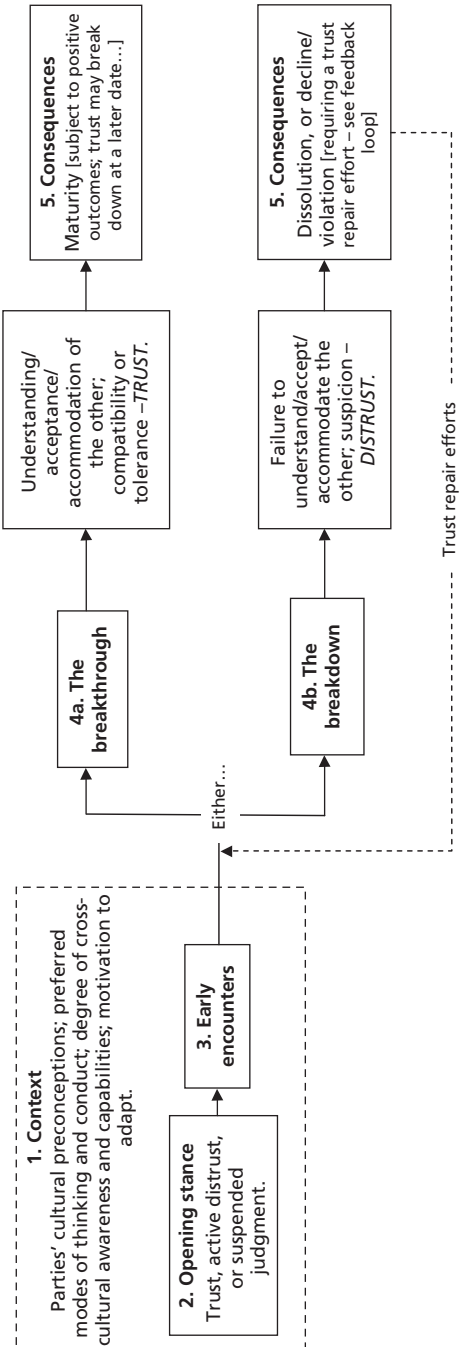 1. Context
Parties’ cultural preconceptions; preferred
modes of thinking and conduct; degree of cross-
cultural awareness and capabilities; motivation to
adapt.
2. Opening stance
Trust, active distrust,
or suspended
judgment.
3. Early
encounters
Either…
4a. The
breakthrough
Understanding/
acceptance/
accommodation of
the other;
compatibility or
tolerance –TRUST.
5. Consequences
Maturity [subject to positive
outcomes; trust may break
down at a later date…]
4b. The
breakdown
Failure to
understand/accept/
accommodate the
other; suspicion –
DISTRUST.
5. Consequences
Dissolution, or decline/
violation [requiring a trust
repair effort – see feedback
loop]
Trust repair efforts